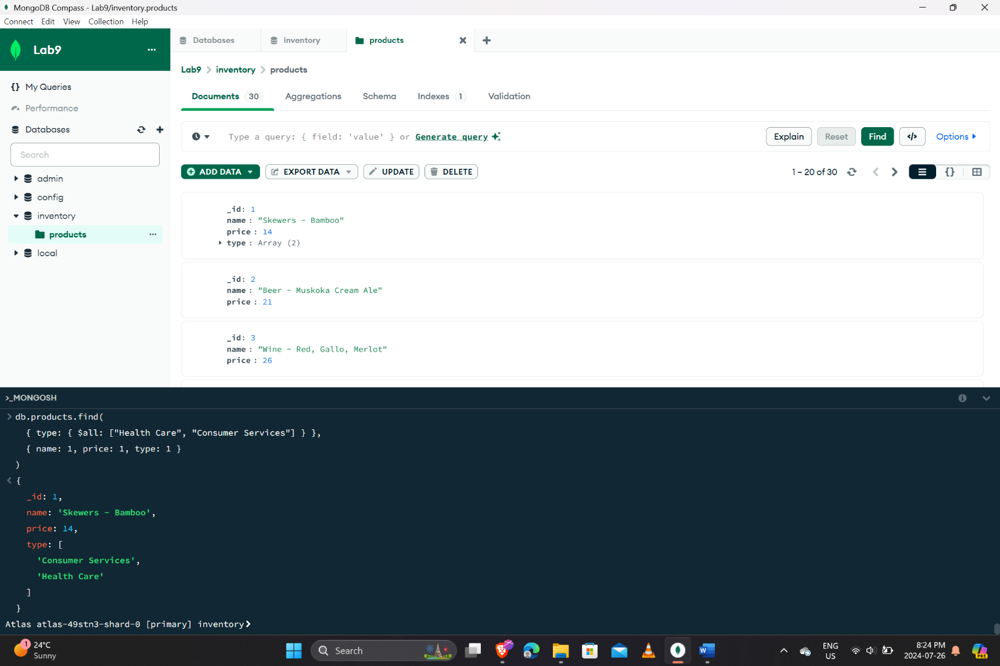 MongoDB Compass - Lab9/inventory.products
Connect Edit View Collection Help
Lab9
Databases inventory products
Lab9 inventory products
My Queries
Performance
Databases
Search
admin
config
inventory
products
local
Documents 30 Aggregations Schema Indexes 1 Validation
Type a query: { field: 'value' } or Generate query
Explain Reset Find </> Options
ADD DATA EXPORT DATA UPDATE DELETE
1 – 20 of 30
{}
_id: 1
name : "Skewers - Bamboo"
price : 14
type : Array (2)
_id: 2
name : "Beer - Muskoka Cream Ale"
price : 21
_id: 3
name : "Wine - Red, Gallo, Merlot"
price : 26
>_MONGOSH
> db.products.find(
{ type: { $all: ["Health Care", "Consumer Services"] } },
{ name: 1, price: 1, type: 1 }
)
< {
_id: 1,
name: 'Skewers - Bamboo',
price: 14,
type: [
'Consumer Services',
'Health Care'
]
}
Atlas atlas-49stn3-shard-0 [primary] inventory>
1
24°C
Sunny
Search
W
PRE
ENG
US
8:24 PM
2024-07-26